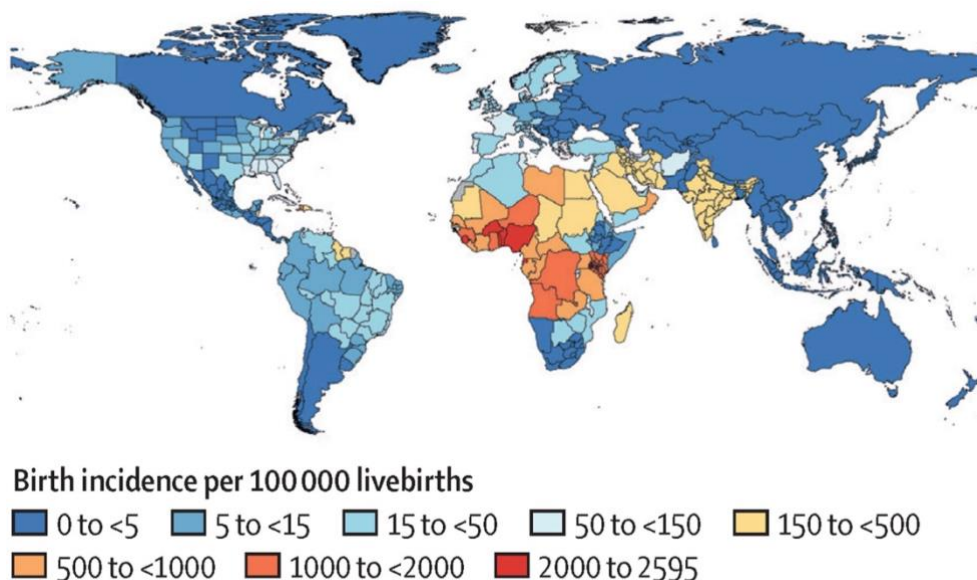 Birth incidence per 100 000 livebirths
0 to <5 5 to <15 15 to <50 50 to <150 150 to <500
500 to <1000 1000 to <2000 2000 to 2595